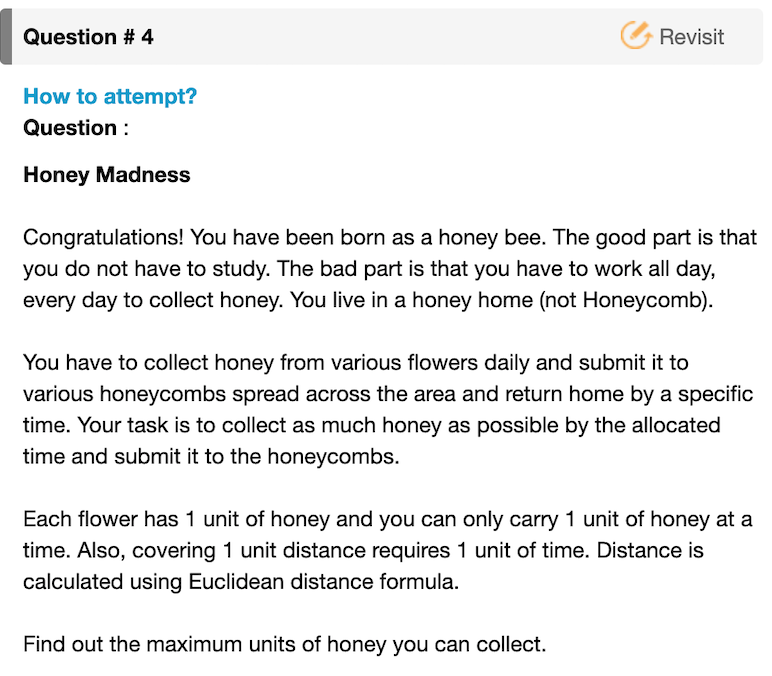 Question # 4
Revisit
How to attempt?
Question :
Honey Madness
Congratulations! You have been born as a honey bee. The good part is that
you do not have to study. The bad part is that you have to work all day,
every day to collect honey. You live in a honey home (not Honeycomb).
You have to collect honey from various flowers daily and submit it to
various honeycombs spread across the area and return home by a specific
time. Your task is to collect as much honey as possible by the allocated
time and submit it to the honeycombs.
Each flower has 1 unit of honey and you can only carry 1 unit of honey at a
time. Also, covering 1 unit distance requires 1 unit of time. Distance is
calculated using Euclidean distance formula.
Find out the maximum units of honey you can collect.